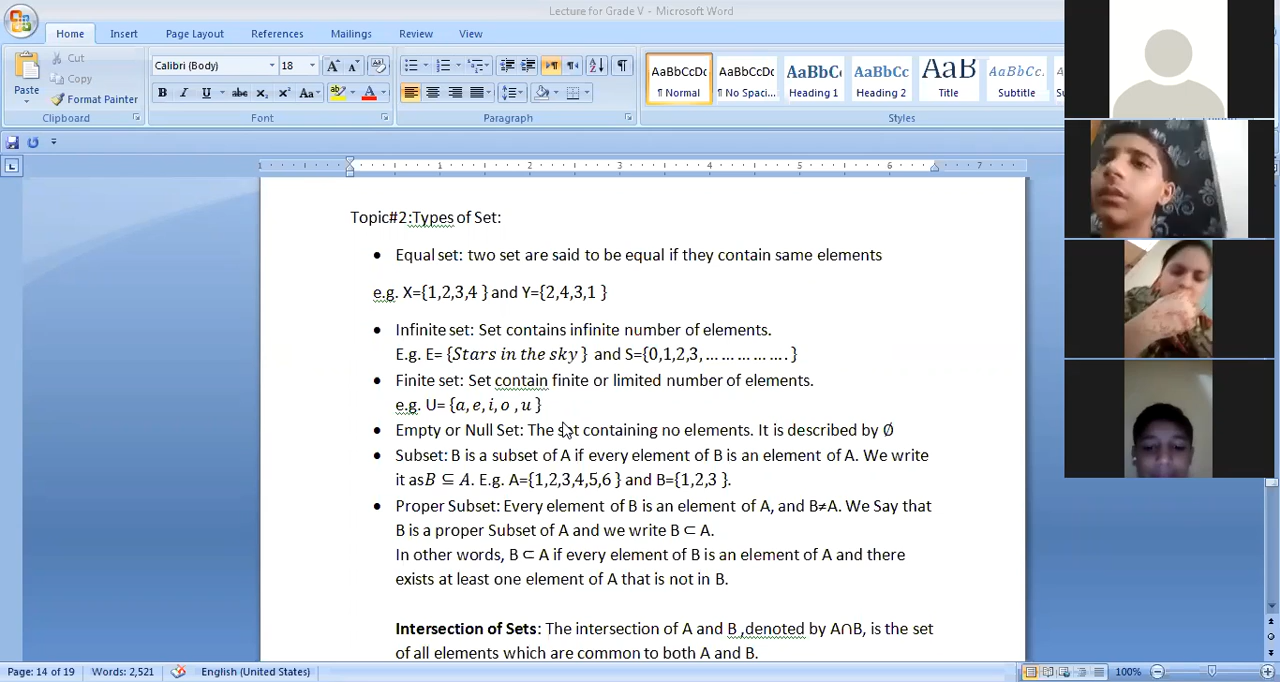 Lecture for Grade V - Microsoft Word
Home Insert Page Layout References Mailings Review View
Cut
Copy
Format Painter
Paste
Clipboard
Calibri (Body) 18
Font
Paragraph
AaBbCcDc AaBbCcDc AaBbC AaBbCc AaB AaBbCc.
¶ Normal ¶ No Spaci... Heading 1 Heading 2 Title Subtitle
Styles
1 1 2 3 4 5 6 7
Topic#2:Types of Set:
• Equal set: two set are said to be equal if they contain same elements
e.g. X={1,2,3,4 } and Y={2,4,3,1 }
• Infinite set: Set contains infinite number of elements.
E.g. E= {Stars in the sky } and S={0,1,2,3, … … … … …. }
• Finite set: Set contain finite or limited number of elements.
e.g. U= {a, e, i, o , u }
• Empty or Null Set: The set containing no elements. It is described by Ø
• Subset: B is a subset of A if every element of B is an element of A. We write
it as B ⊆ A. E.g. A={1,2,3,4,5,6 } and B={1,2,3 }.
• Proper Subset: Every element of B is an element of A, and B≠A. We Say that
B is a proper Subset of A and we write B ⊂ A.
In other words, B ⊂ A if every element of B is an element of A and there
exists at least one element of A that is not in B.
Intersection of Sets: The intersection of A and B ,denoted by A∩B, is the set
of all elements which are common to both A and B.
Page: 14 of 19 Words: 2,521 English (United States) 100%